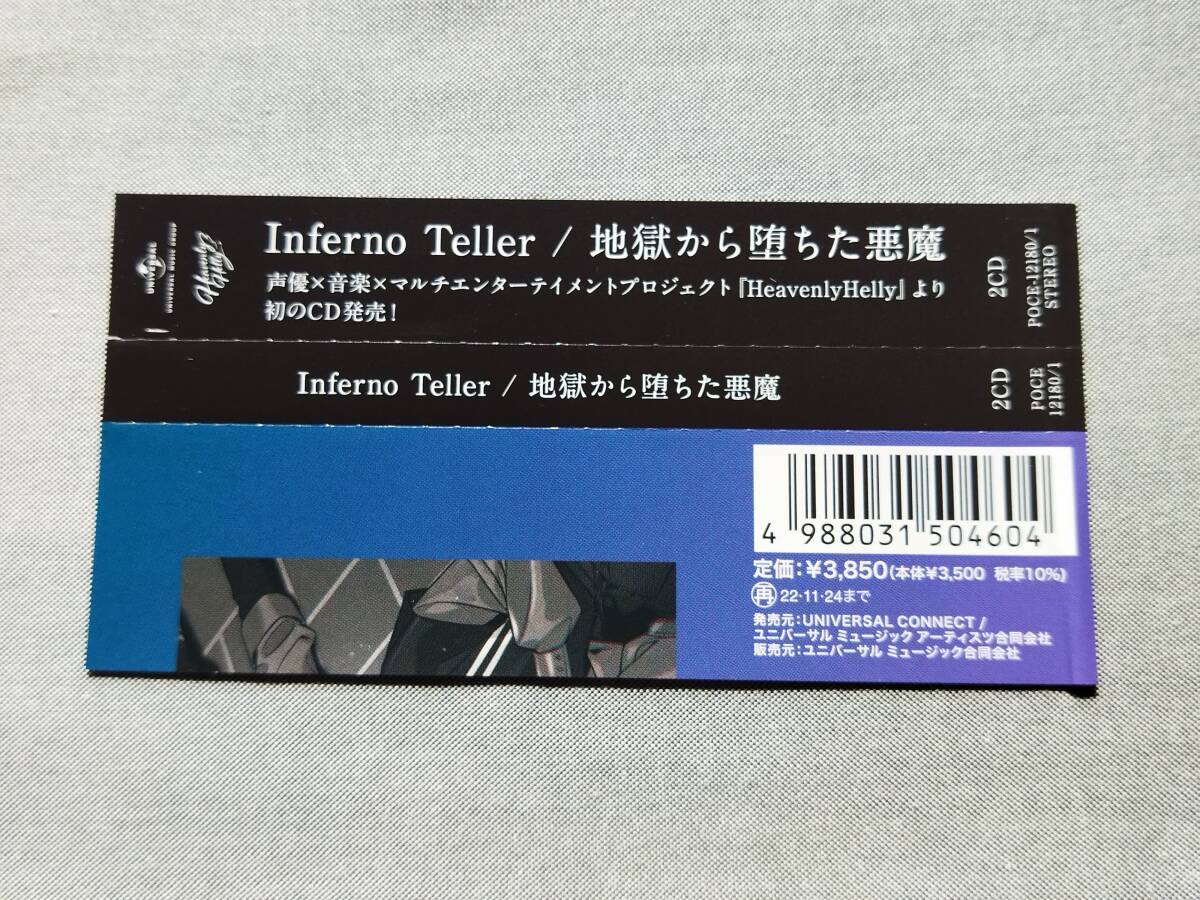 Inferno Teller / 地獄から堕ちた悪魔
声優×音楽×マルチエンターテイメントプロジェクト『HeavenlyHelly』より
初のCD発売!
2CD
POCE-12180/1
STEREO
Inferno Teller / 地獄から堕ちた悪魔
2CD
POCE
12180/1
4 988031 504604
定価:¥3,850(本体¥3,500 税率10%)
再 22・11・24まで
発売元:UNIVERSAL CONNECT /
ユニバーサル ミュージック アーティスツ合同会社
販売元:ユニバーサル ミュージック合同会社